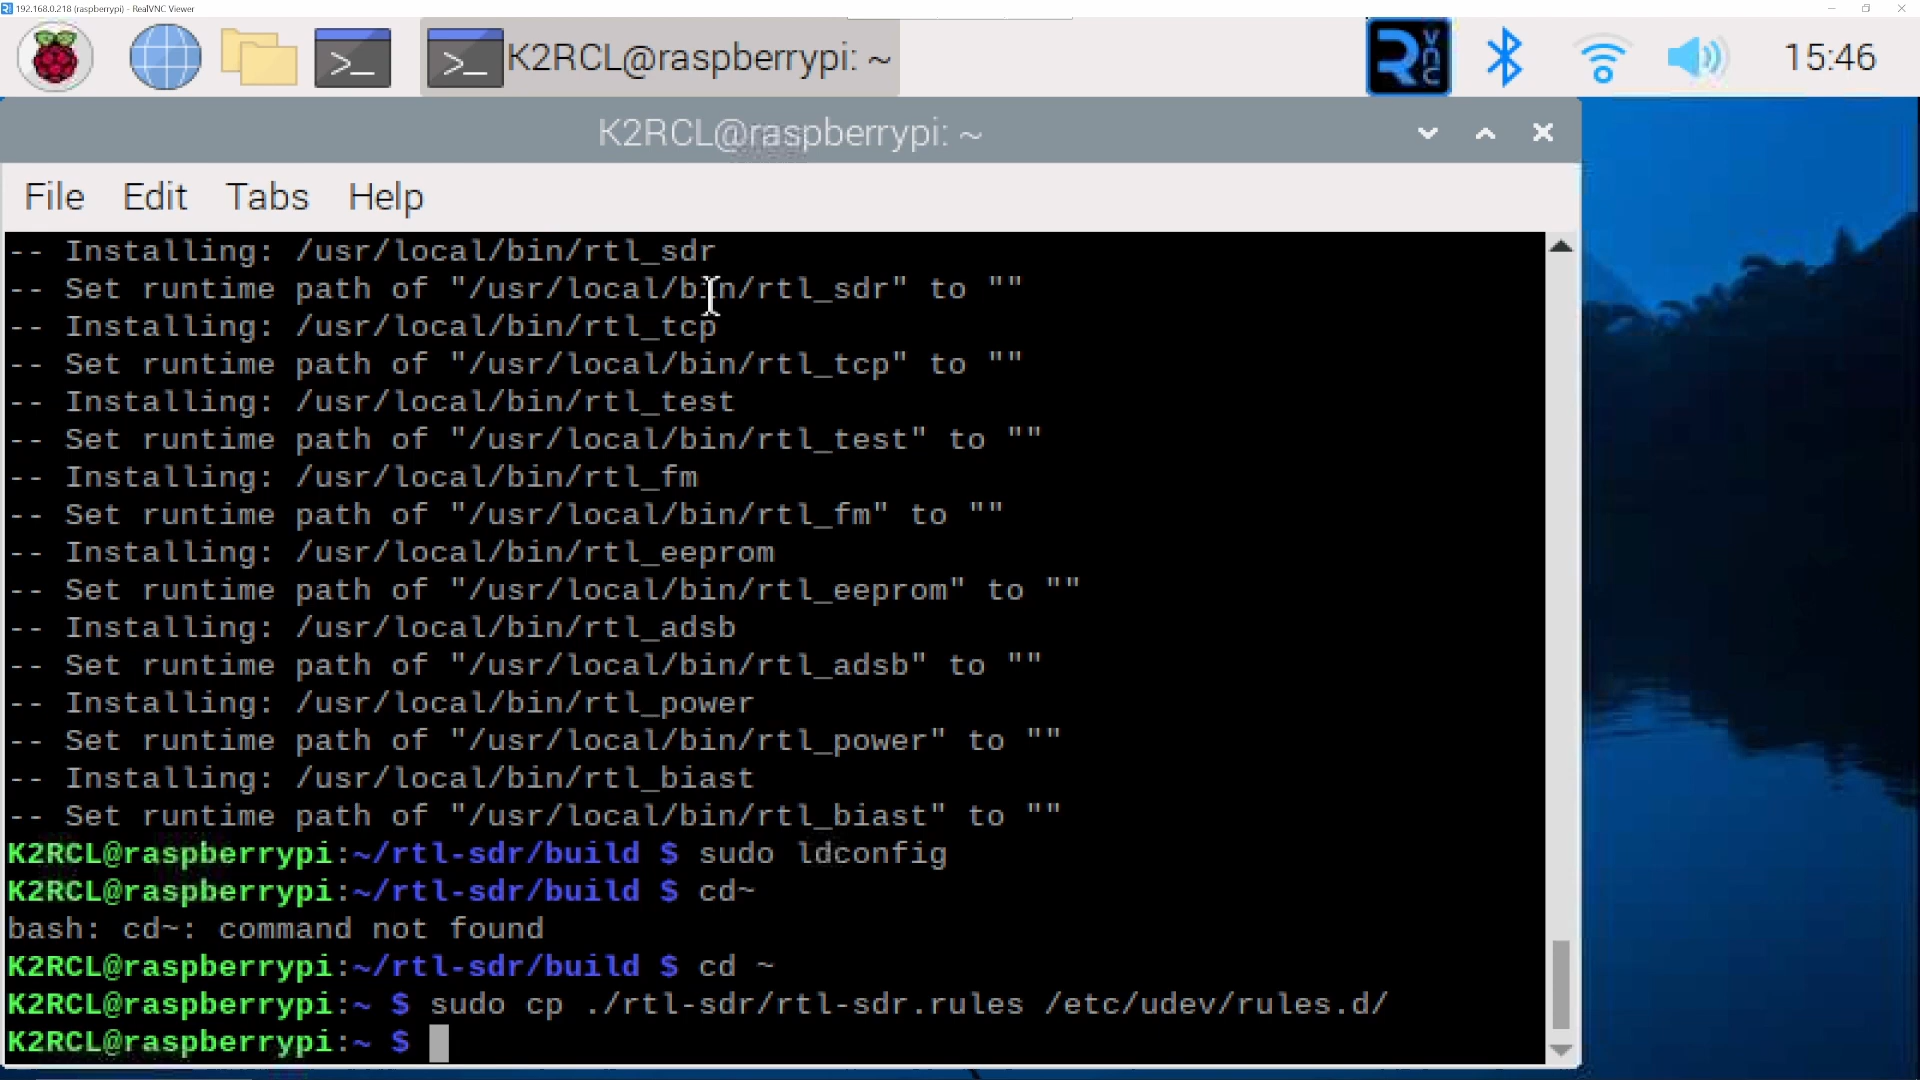 192.168.0.218 (raspberrypi) - RealVNC Viewer
K2RCL@raspberrypi: ~
VNC
15:46
K2RCL@raspberrypi: ~
File Edit Tabs Help
-- Installing: /usr/local/bin/rtl_sdr
-- Set runtime path of "/usr/local/bin/rtl_sdr" to ""
-- Installing: /usr/local/bin/rtl_tcp
-- Set runtime path of "/usr/local/bin/rtl_tcp" to ""
-- Installing: /usr/local/bin/rtl_test
-- Set runtime path of "/usr/local/bin/rtl_test" to ""
-- Installing: /usr/local/bin/rtl_fm
-- Set runtime path of "/usr/local/bin/rtl_fm" to ""
-- Installing: /usr/local/bin/rtl_eeprom
-- Set runtime path of "/usr/local/bin/rtl_eeprom" to ""
-- Installing: /usr/local/bin/rtl_adsb
-- Set runtime path of "/usr/local/bin/rtl_adsb" to ""
-- Installing: /usr/local/bin/rtl_power
-- Set runtime path of "/usr/local/bin/rtl_power" to ""
-- Installing: /usr/local/bin/rtl_biast
-- Set runtime path of "/usr/local/bin/rtl_biast" to ""
K2RCL@raspberrypi:~/rtl-sdr/build $ sudo ldconfig
K2RCL@raspberrypi:~/rtl-sdr/build $ cd~
bash: cd~: command not found
K2RCL@raspberrypi:~/rtl-sdr/build $ cd ~
K2RCL@raspberrypi:~ $ sudo cp ./rtl-sdr/rtl-sdr.rules /etc/udev/rules.d/
K2RCL@raspberrypi:~ $